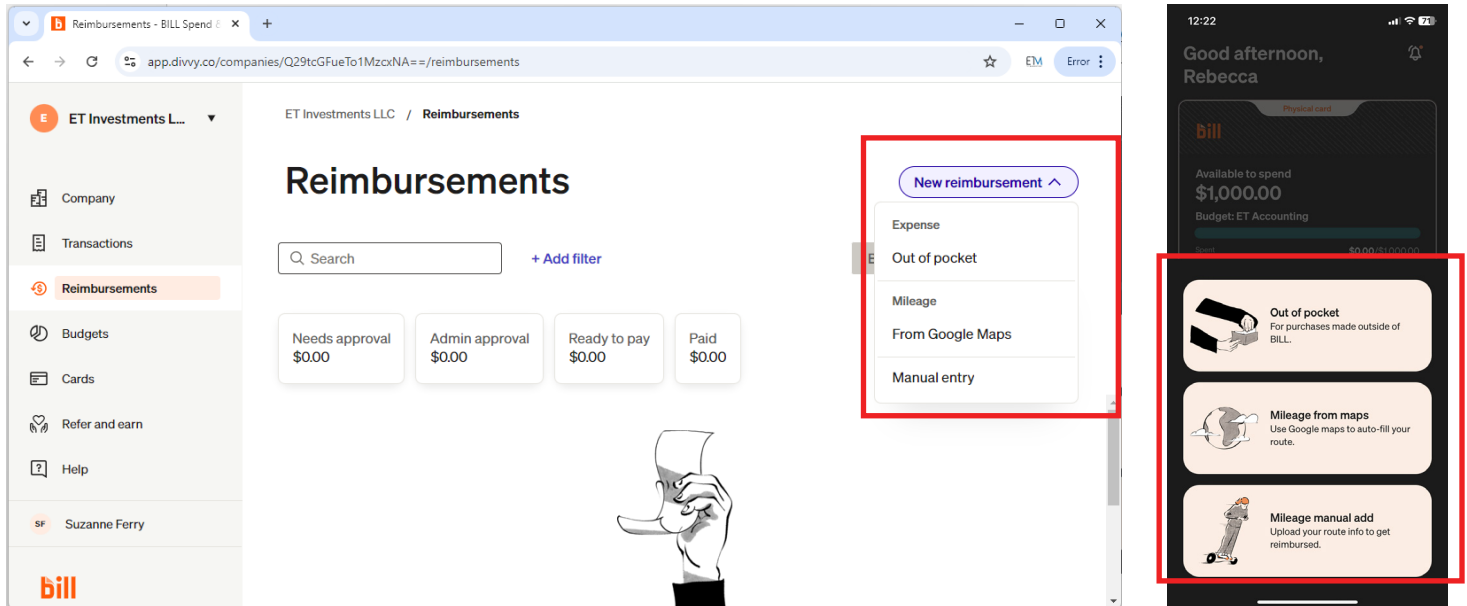 Reimbursements - BILL Spend &
app.divvy.co/companies/Q29tcGFueTo1MzcxNA==/reimbursements
ETM
Error
E
ET Investments L...
Company
Transactions
Reimbursements
Budgets
Cards
Refer and earn
Help
SF
Suzanne Ferry
bill
ET Investments LLC / Reimbursements
Reimbursements
New reimbursement
Expense
Out of pocket
Mileage
From Google Maps
Manual entry
Search
+ Add filter
E
Needs approval
$0.00
Admin approval
$0.00
Ready to pay
$0.00
Paid
$0.00
12:22
71
Good afternoon,
Rebecca
Physical card
bill
Available to spend
$1,000.00
Budget: ET Accounting
Spent $0.00/$1000.00
Out of pocket
For purchases made outside of
BILL.
Mileage from maps
Use Google maps to auto-fill your
route.
Mileage manual add
Upload your route info to get
reimbursed.